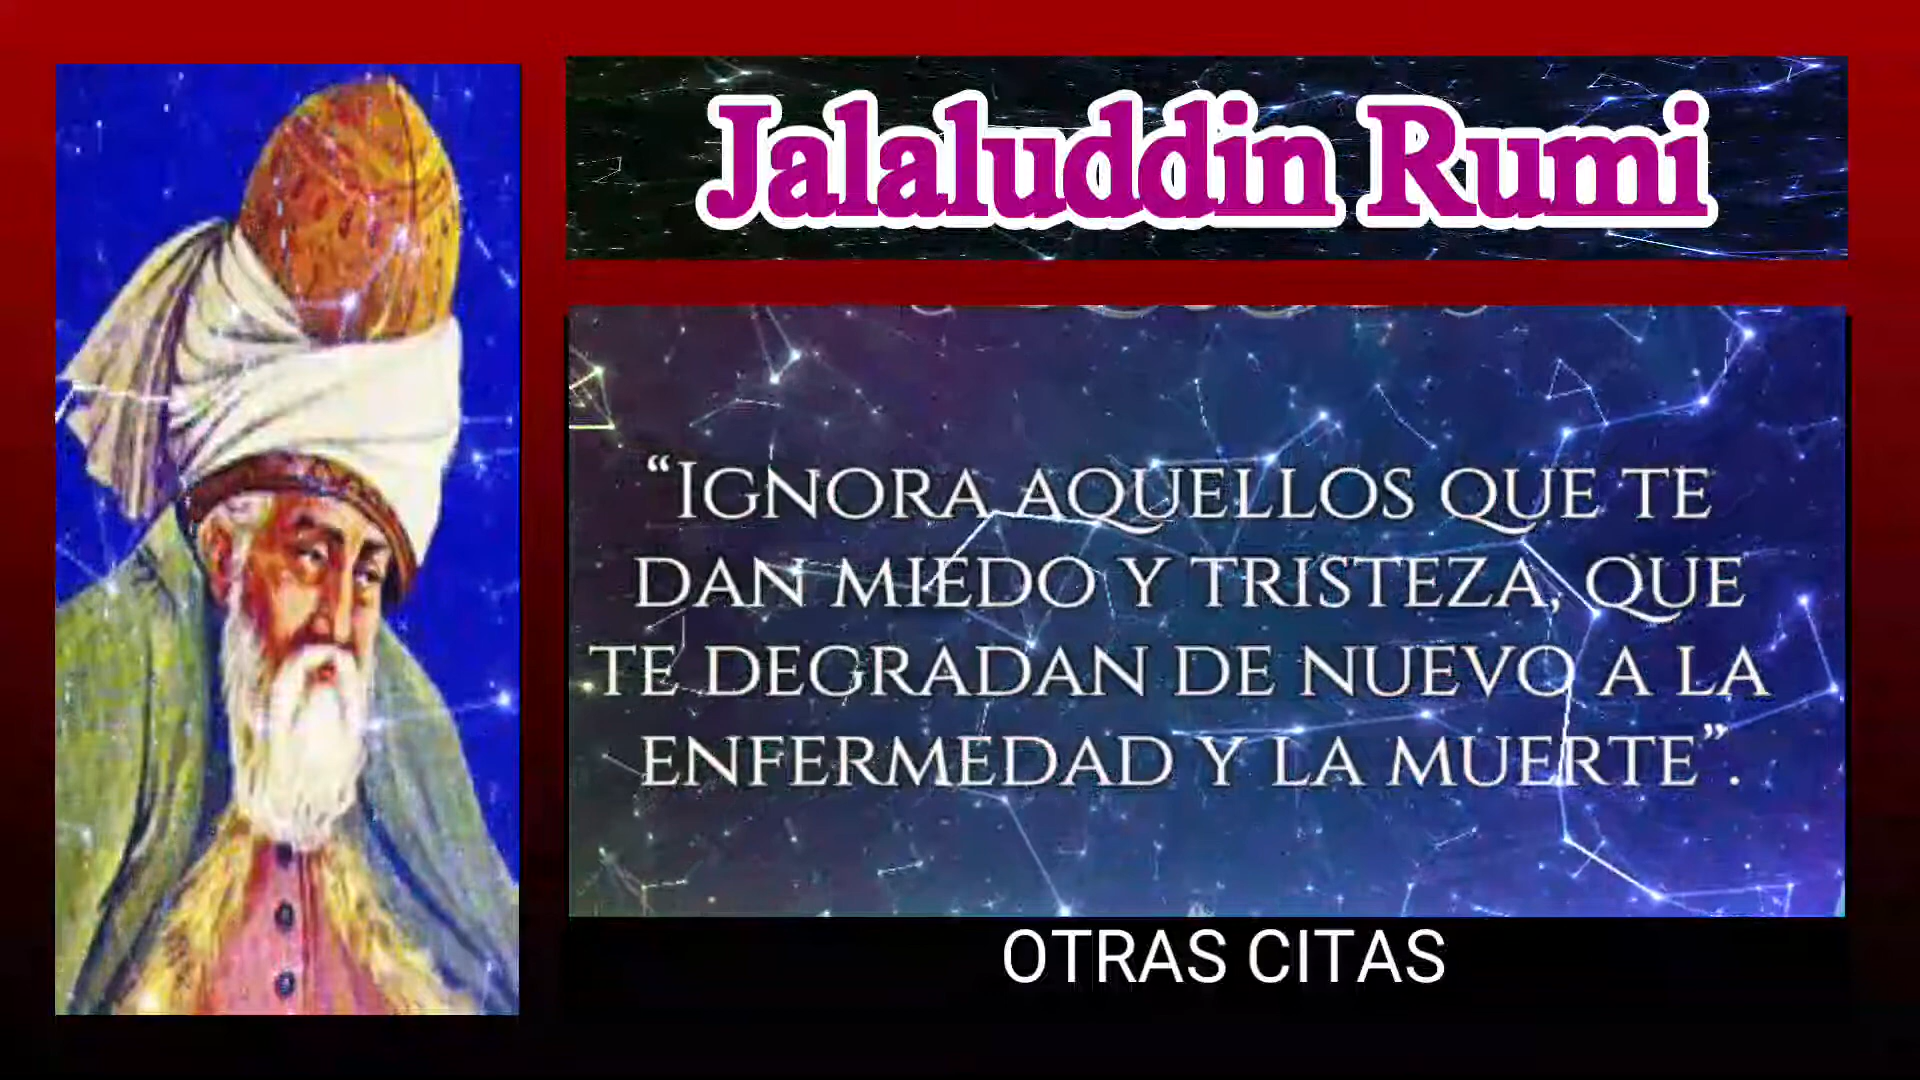 Jalaluddin Rumi
“IGNORA AQUELLOS QUE TE
DAN MIEDO Y TRISTEZA, QUE
TE DEGRADAN DE NUEVO A LA
ENFERMEDAD Y LA MUERTE”.
OTRAS CITAS